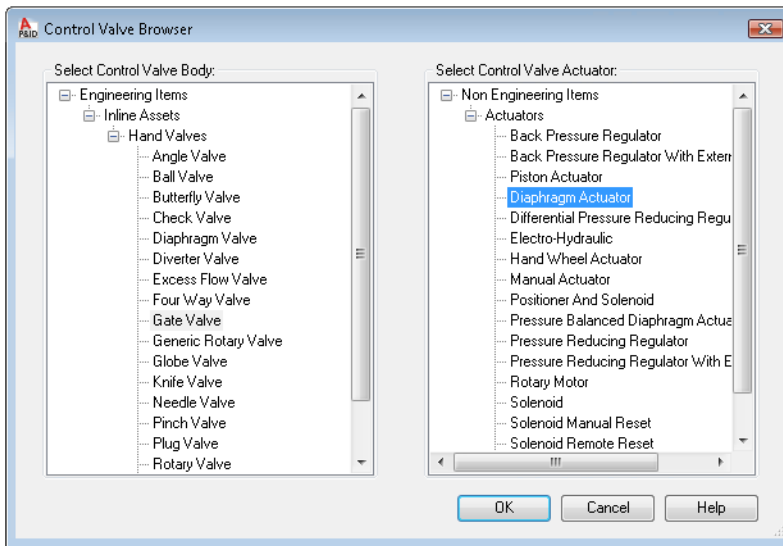 A
P&ID
Control Valve Browser
Select Control Valve Body:
Engineering Items
Inline Assets
Hand Valves
Angle Valve
Ball Valve
Butterfly Valve
Check Valve
Diaphragm Valve
Diverter Valve
Excess Flow Valve
Four Way Valve
Gate Valve
Generic Rotary Valve
Globe Valve
Knife Valve
Needle Valve
Pinch Valve
Plug Valve
Rotary Valve
Select Control Valve Actuator:
Non Engineering Items
Actuators
Back Pressure Regulator
Back Pressure Regulator With Extern
Piston Actuator
Diaphragm Actuator
Differential Pressure Reducing Regu
Electro-Hydraulic
Hand Wheel Actuator
Manual Actuator
Positioner And Solenoid
Pressure Balanced Diaphragm Actua
Pressure Reducing Regulator
Pressure Reducing Regulator With E
Rotary Motor
Solenoid
Solenoid Manual Reset
Solenoid Remote Reset
OK Cancel Help